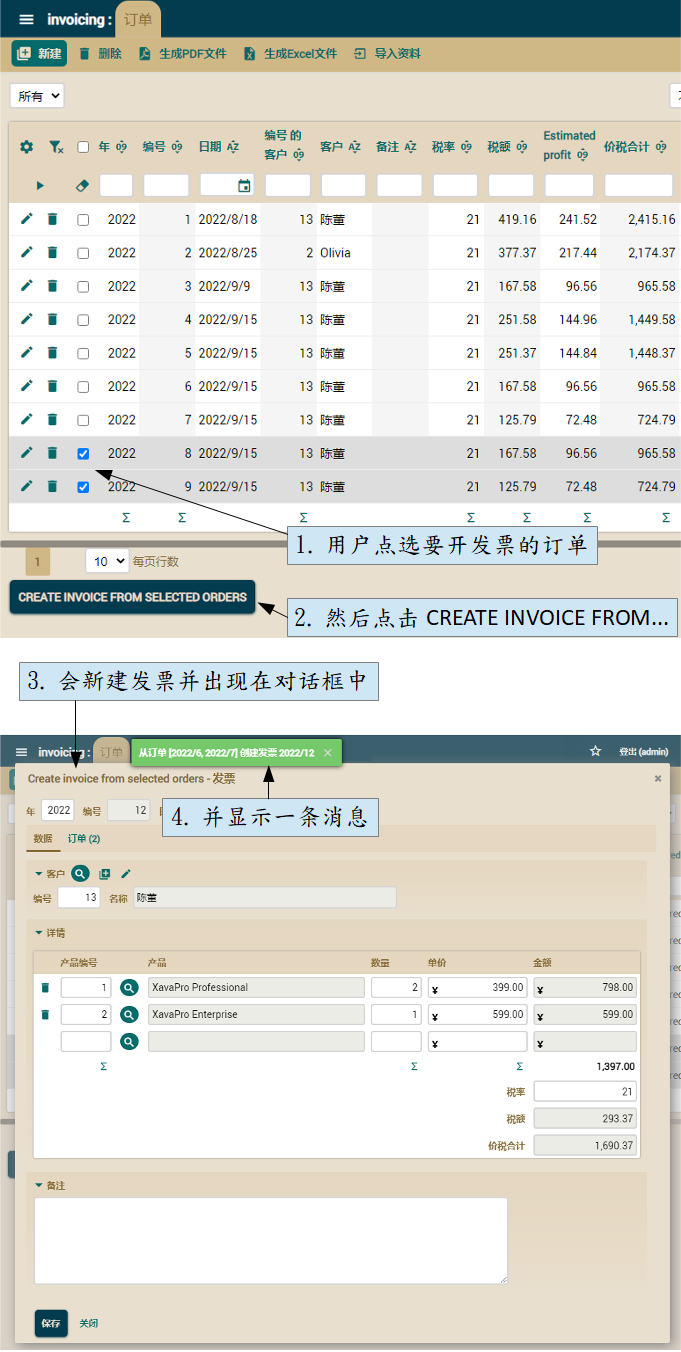 invoicing : 订单
新建 删除 生成PDF文件 生成Excel文件 导入资料
所有
年 编号 日期 编号 的客户 客户 备注 税率 税额 Estimated profit 价税合计
2022 1 2022/8/18 13 陈董 21 419.16 241.52 2,415.16
2022 2 2022/8/25 2 Olivia 21 377.37 217.44 2,174.37
2022 3 2022/9/9 13 陈董 21 167.58 96.56 965.58
2022 4 2022/9/15 13 陈董 21 251.58 144.96 1,449.58
2022 5 2022/9/15 13 陈董 21 251.37 144.84 1,448.37
2022 6 2022/9/15 13 陈董 21 167.58 96.56 965.58
2022 7 2022/9/15 13 陈董 21 125.79 72.48 724.79
2022 8 2022/9/15 13 陈董 21 167.58 96.56 965.58
2022 9 2022/9/15 13 陈董 21 125.79 72.48 724.79
Σ Σ Σ Σ Σ Σ Σ
1. 用户点选要开发票的订单
1 10 每页行数
CREATE INVOICE FROM SELECTED ORDERS
2. 然后点击 CREATE INVOICE FROM...
3. 会新建发票并出现在对话框中
invoicing : 订单 从订单 [2022/6, 2022/7] 创建发票 2022/12 × 登出 (admin)
Create invoice from selected orders - 发票
年 2022 编号 12
4. 并显示一条消息
数据 订单 (2)
客户
编号 13 名称 陈董
详情
产品编号 产品 数量 单价 金额
1 XavaPro Professional 2 ¥ 399.00 ¥ 798.00
2 XavaPro Enterprise 1 ¥ 599.00 ¥ 599.00
¥ ¥
Σ Σ Σ 1,397.00
税率 21
税额 293.37
价税合计 1,690.37
备注
保存 关闭